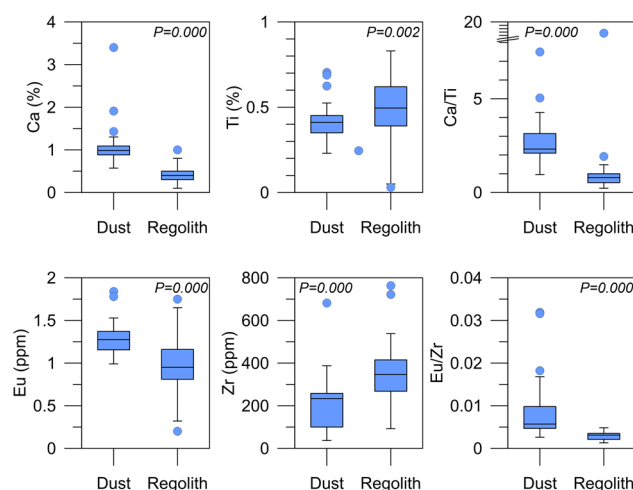 Ca (%)
4
3
2
1
0
P=0.000
Dust
Regolith
Ti (%)
1
0.5
0
P=0.002
Dust
Regolith
Ca/Ti
20
5
0
P=0.000
Dust
Regolith
Eu (ppm)
2
1.5
1
0.5
0
P=0.000
Dust
Regolith
Zr (ppm)
800
600
400
200
0
P=0.000
Dust
Regolith
Eu/Zr
0.04
0.03
0.02
0.01
0
P=0.000
Dust
Regolith